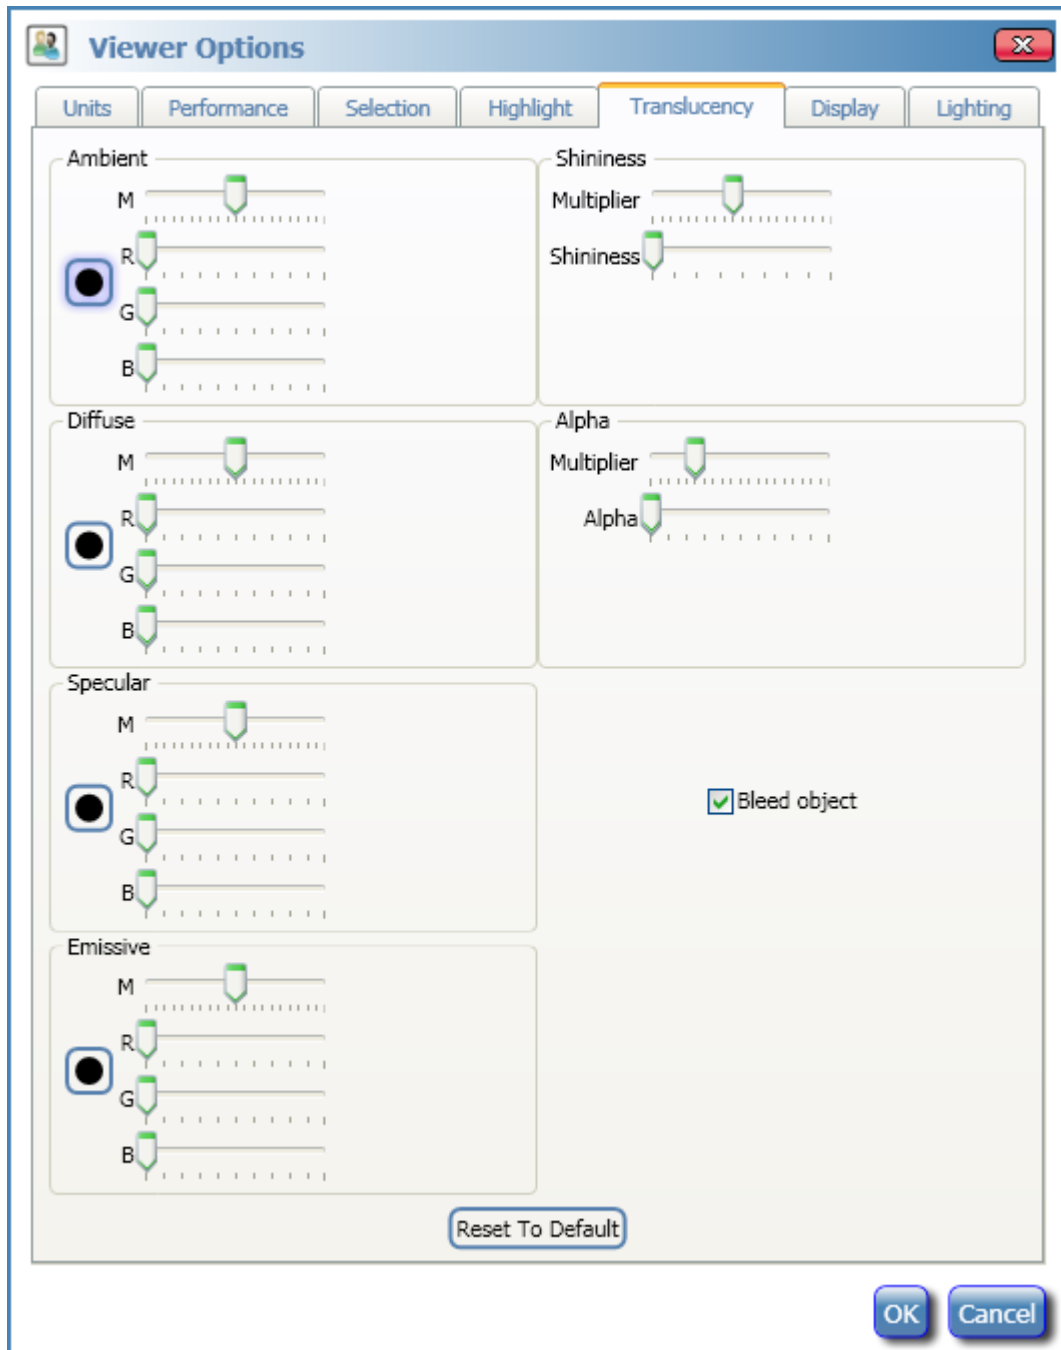 Viewer Options
Units Performance Selection Highlight Translucency Display Lighting
Ambient
M
R
G
B
Shininess
Multiplier
Shininess
Diffuse
M
R
G
B
Alpha
Multiplier
Alpha
Specular
M
R
G
B
Bleed object
Emissive
M
R
G
B
Reset To Default
OK Cancel